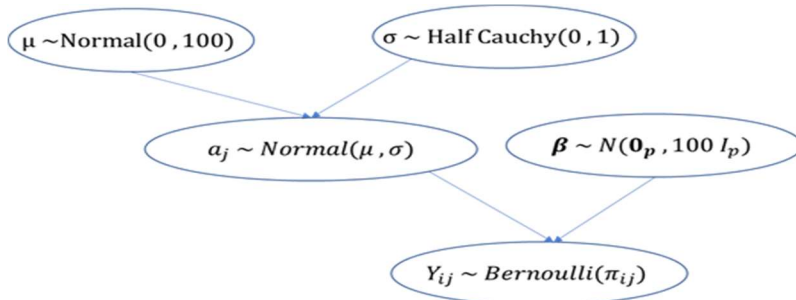 μ ~Normal(0 , 100)
σ ~ Half Cauchy(0 , 1)
a_j ~ Normal(μ , σ)
β ~ N(0_p , 100 I_p)
Y_ij ~ Bernoulli(π_ij)